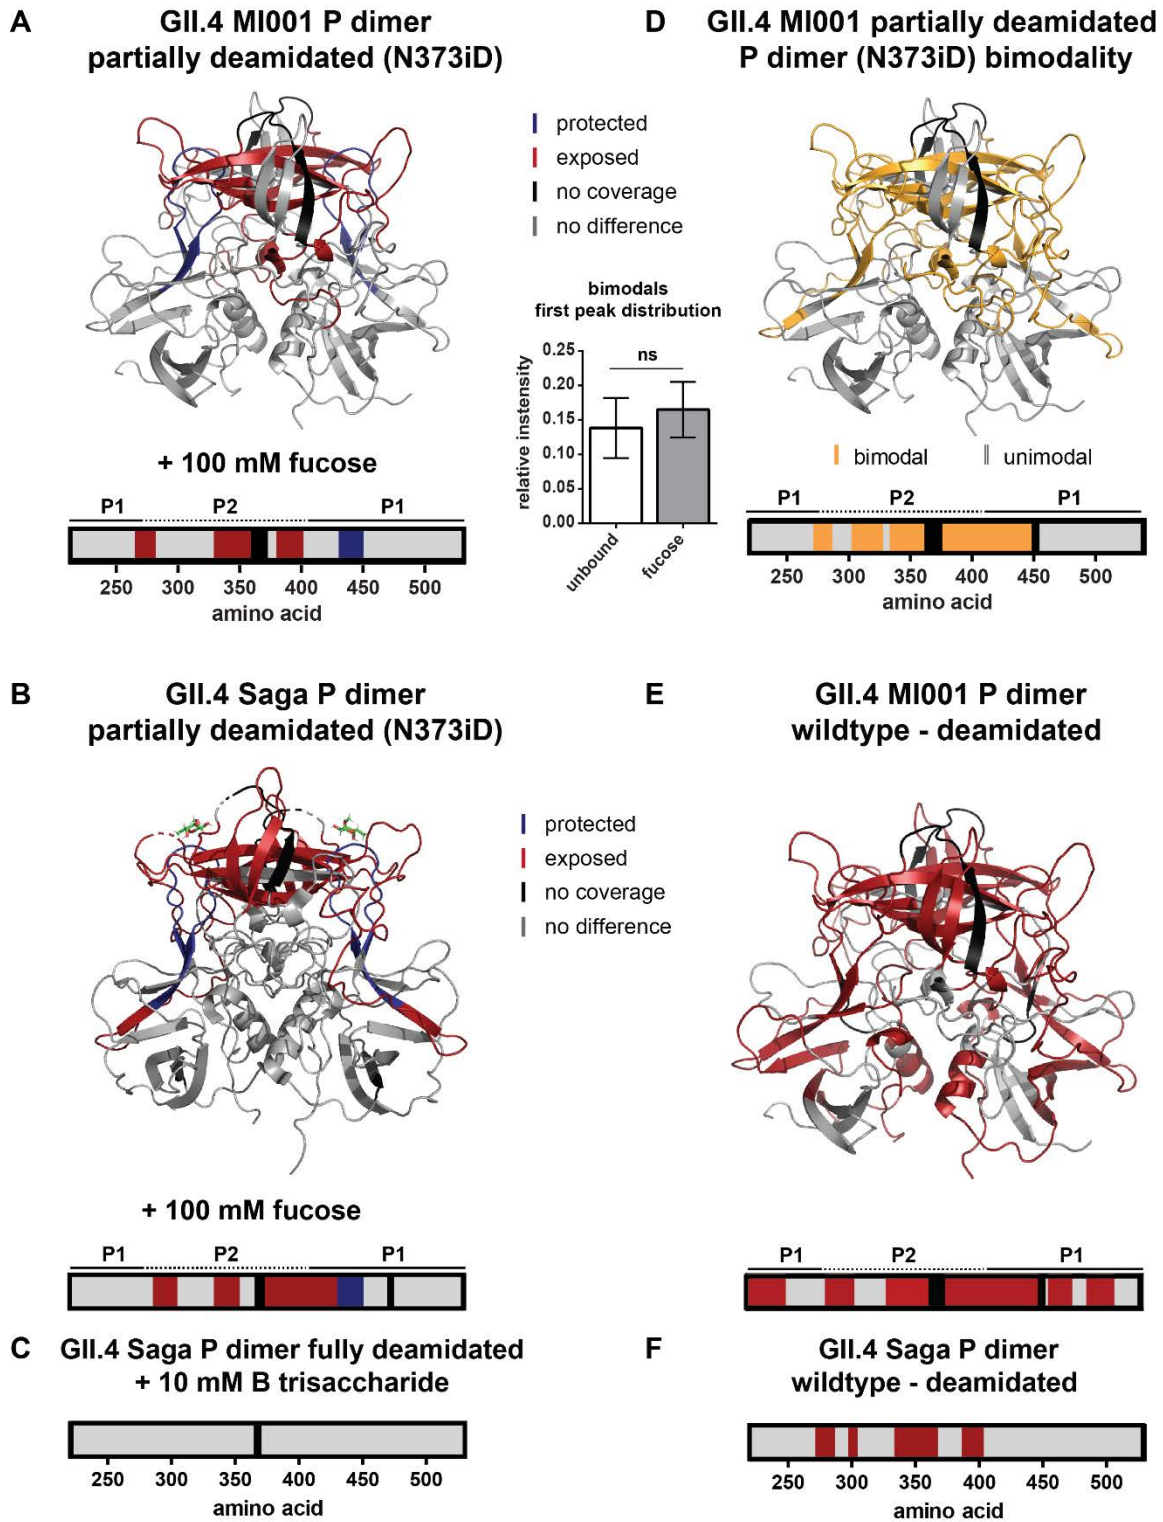 A
GII.4 MI001 P dimer
partially deamidated (N373iD)
+ 100 mM fucose
P1 P2 P1
250 300 350 400 450 500
amino acid
protected
exposed
no coverage
no difference
bimodals
first peak distribution
ns
relative instensity
0.25
0.20
0.15
0.10
0.05
0.00
unbound
fucose
D
GII.4 MI001 partially deamidated
P dimer (N373iD) bimodality
bimodal unimodal
P1 P2 P1
250 300 350 400 450 500
amino acid
B
GII.4 Saga P dimer
partially deamidated (N373iD)
protected
exposed
no coverage
no difference
+ 100 mM fucose
P1 P2 P1
E
GII.4 MI001 P dimer
wildtype - deamidated
P1 P2 P1
C
GII.4 Saga P dimer fully deamidated
+ 10 mM B trisaccharide
250 300 350 400 450 500
amino acid
F
GII.4 Saga P dimer
wildtype - deamidated
250 300 350 400 450 500
amino acid